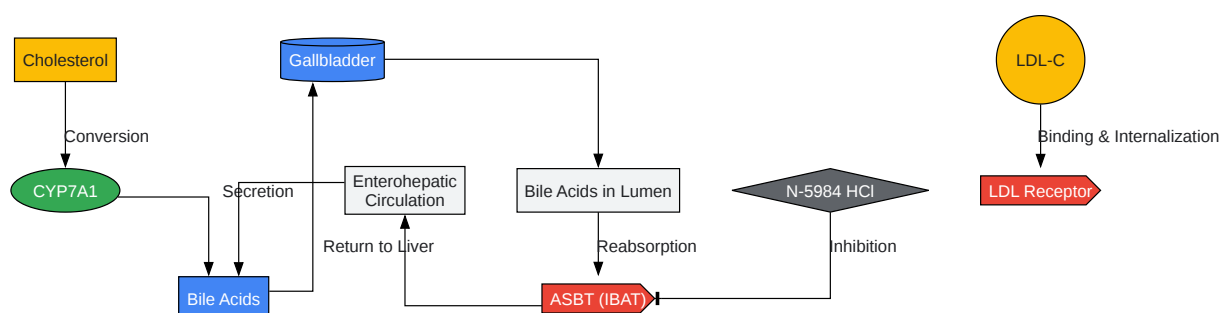 Cholesterol
Gallbladder
LDL-C
Conversion
Binding & Internalization
CYP7A1
Secretion
Enterohepatic
Circulation
Bile Acids in Lumen
N-5984 HCl
LDL Receptor
Return to Liver
Reabsorption
Inhibition
Bile Acids
ASBT (IBAT)